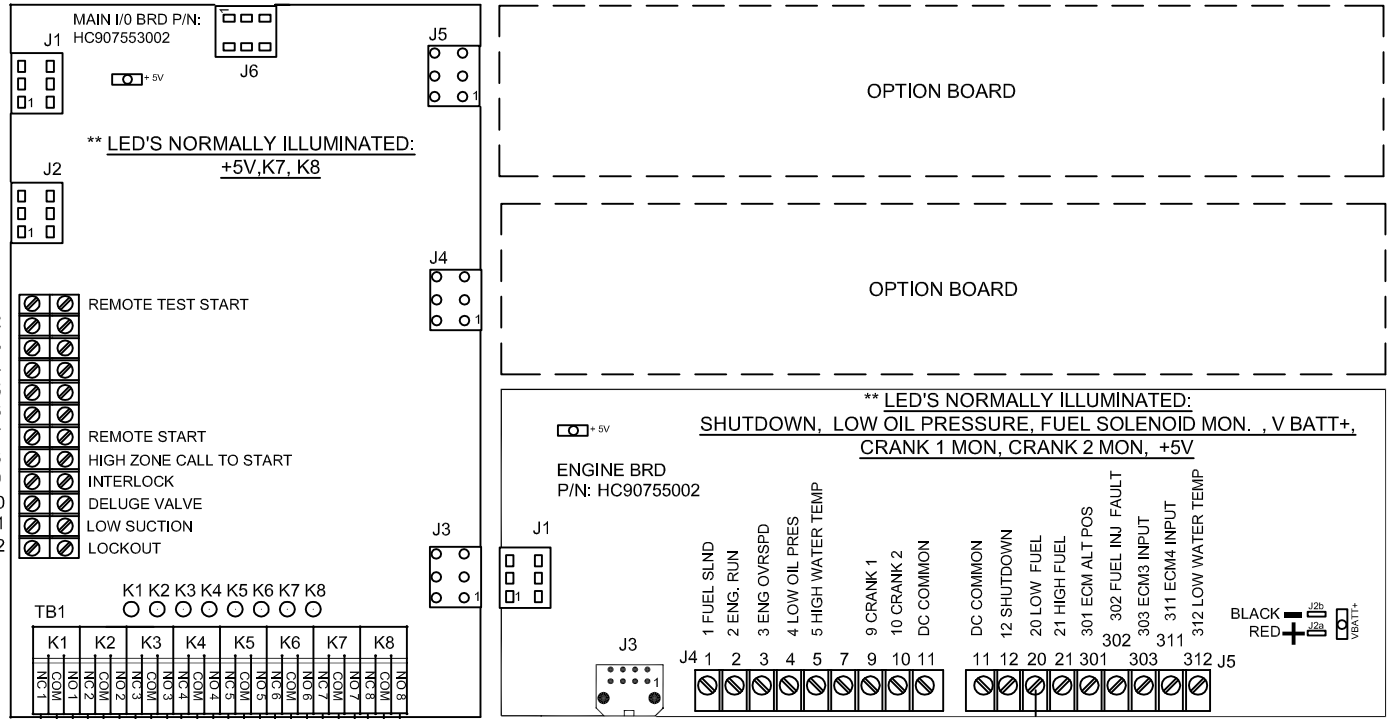 MAIN I/0 BRD P/N:
HC907553002
J1
J6
1
J5
+ 5V
1
1
** LED'S NORMALLY ILLUMINATED:
+5V,K7, K8
J2
1
J4
1
REMOTE TEST START
REMOTE START
HIGH ZONE CALL TO START
INTERLOCK
DELUGE VALVE
LOW SUCTION
LOCKOUT
J3
1
K1 K2 K3 K4 K5 K6 K7 K8
TB1
K1 K2 K3 K4 K5 K6 K7 K8
NC 1 COM NO 1 NC 2 COM NO 2 NC 3 COM NO 3 NC 4 COM NO 4 NC 5 COM NO 5 NC 6 COM NO 6 NC 7 COM NO 7 NC 8 COM NO 8
OPTION BOARD
OPTION BOARD
** LED'S NORMALLY ILLUMINATED:
SHUTDOWN, LOW OIL PRESSURE, FUEL SOLENOID MON. , V BATT+,
CRANK 1 MON, CRANK 2 MON, +5V
+ 5V
ENGINE BRD
P/N: HC90755002
J1
1
J3
1
1 FUEL SLND
2 ENG. RUN
3 ENG OVRSPD
4 LOW OIL PRES
5 HIGH WATER TEMP
9 CRANK 1
10 CRANK 2
DC COMMON
DC COMMON
12 SHUTDOWN
20 LOW FUEL
21 HIGH FUEL
301 ECM ALT POS
302 FUEL INJ FAULT
303 ECM3 INPUT
311 ECM4 INPUT
312 LOW WATER TEMP
J4 1 2 3 4 5 7 9 10 11
11 12 20 21 301 302 303 311 312 J5
BLACK J2b
RED J2a
VBATT+